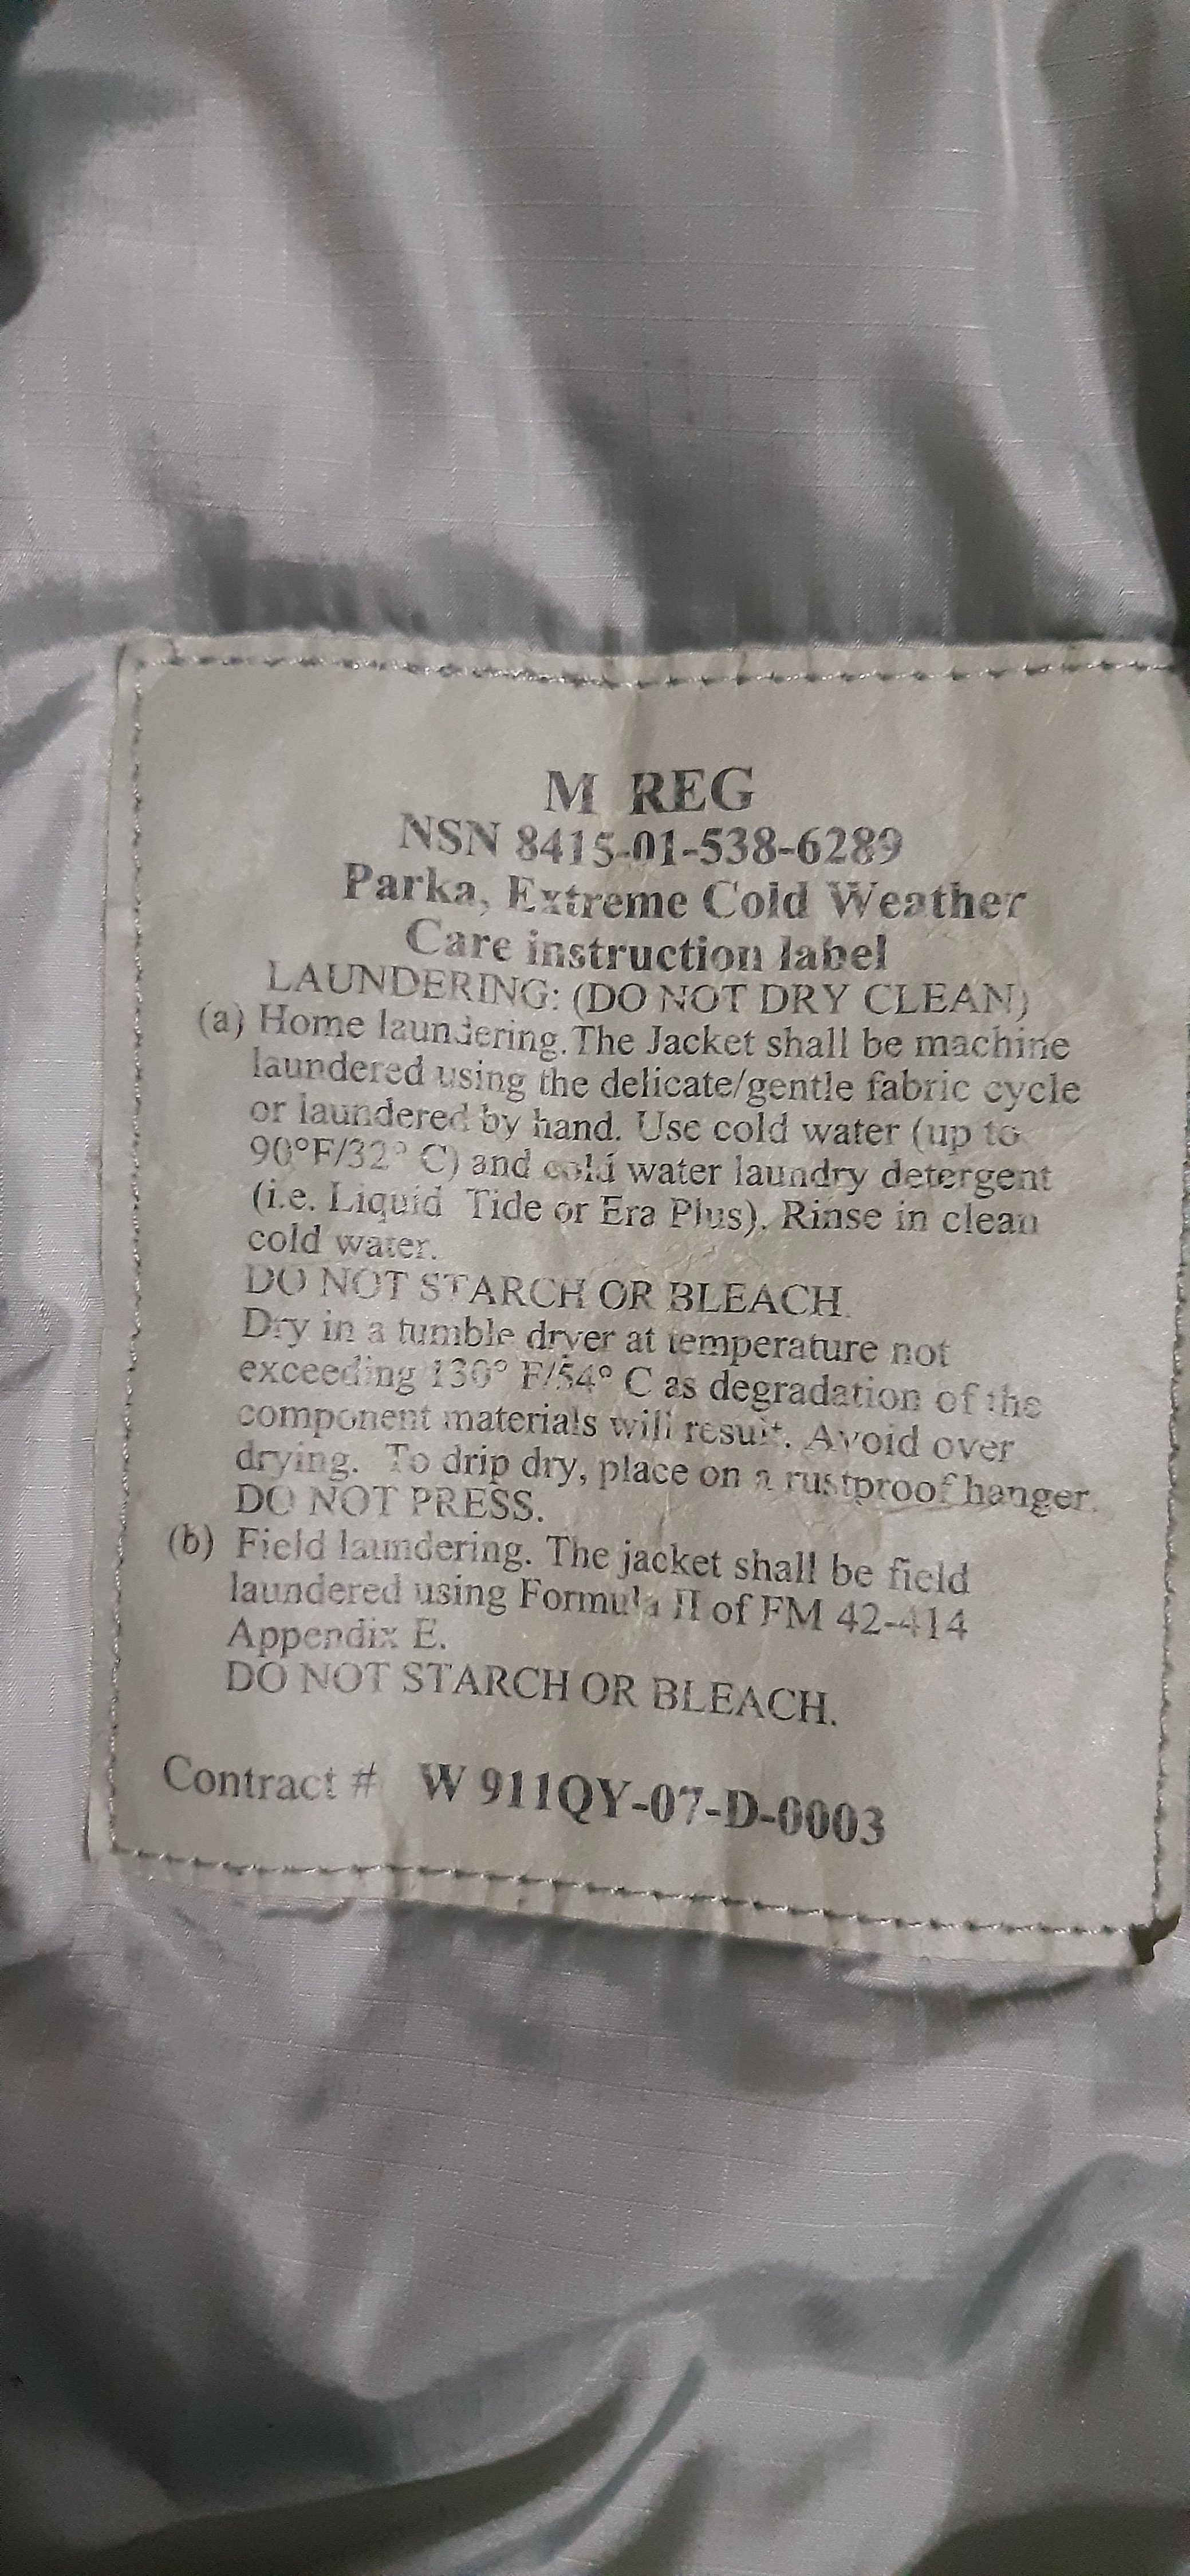 M REG
NSN 8415-01-538-6289
Parka, Extreme Cold Weather
Care instruction label
LAUNDERING: (DO NOT DRY CLEAN)
(a) Home laundering. The Jacket shall be machine
laundered using the delicate/gentle fabric cycle
or laundered by hand. Use cold water (up to
90°F/32° C) and cold water laundry detergent
(i.e. Liquid Tide or Era Plus). Rinse in clean
cold water.
DO NOT STARCH OR BLEACH.
Dry in a tumble dryer at temperature not
exceeding 130° F/54° C as degradation of the
component materials will result. Avoid over
drying. To drip dry, place on a rustproof hanger.
DO NOT PRESS.
(b) Field laundering. The jacket shall be field
laundered using Formula II of FM 42-414
Appendix E.
DO NOT STARCH OR BLEACH.
Contract # W 911QY-07-D-0003